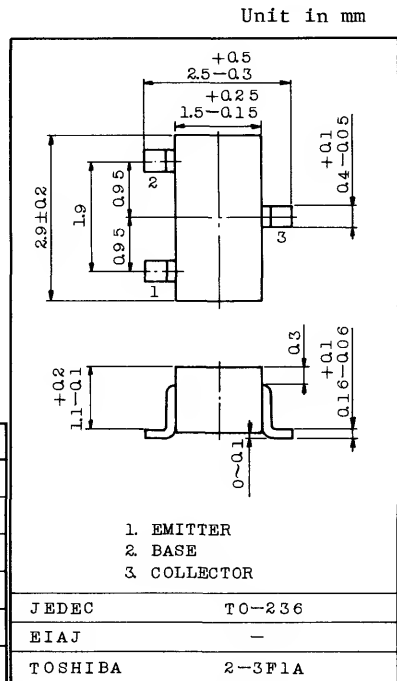 Unit in mm
+0.5
2.5-0.3
+0.25
1.5-0.15
2
0.95
1.9
2.9±0.2
0.95
1
3
+0.1
0.4-0.05
+0.2
1.1-0.1
0.3
+0.1
0.16-0.06
0~0.1
1. EMITTER
2. BASE
3. COLLECTOR
JEDEC TO-236
EIAJ -
TOSHIBA 2-3F1A